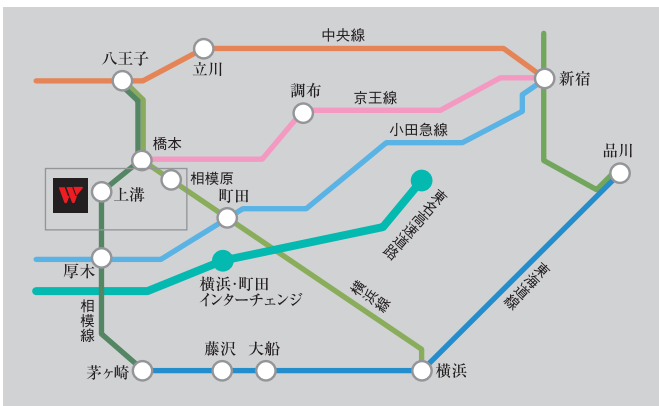 中央線
八王子
立川
新宿
調布
京王線
小田急線
橋本
品川
相模原
町田
上溝
W
東名高速道路
厚木
横浜・町田
インターチェンジ
東海道線
横浜線
相模線
藤沢
大船
茅ヶ崎
横浜